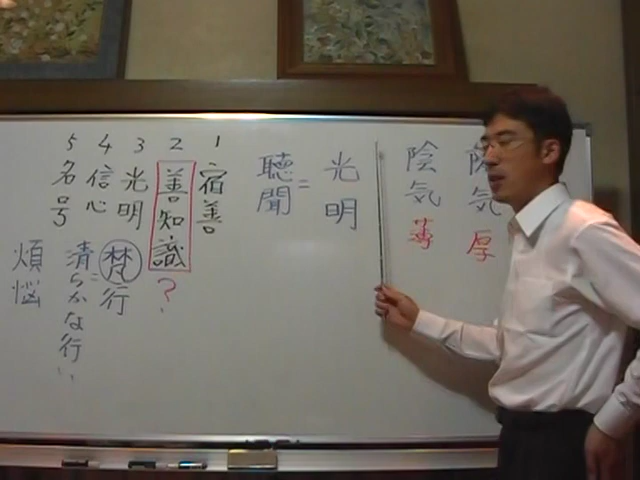 気厚
陰気薄
光明
=
聴聞
1 宿善
2 善知識?
3 光明
4 信心
5 名号
梵行
=
清らかな行い
煩悩